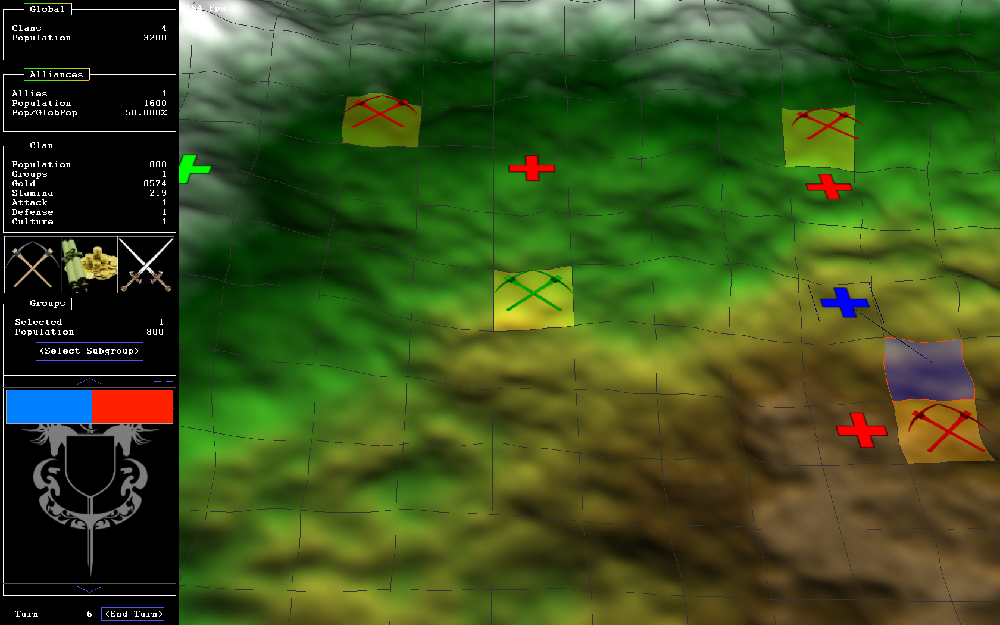 Global
Clans 4
Population 3200
Alliances
Allies 1
Population 1600
Pop/GlobPop 50.000%
Clan
Population 800
Groups 1
Gold 8574
Stamina 2.9
Attack 1
Defense 1
Culture 1
Groups
Selected 1
Population 800
<Select Subgroup>
- +
Turn 6 <End Turn>
fps